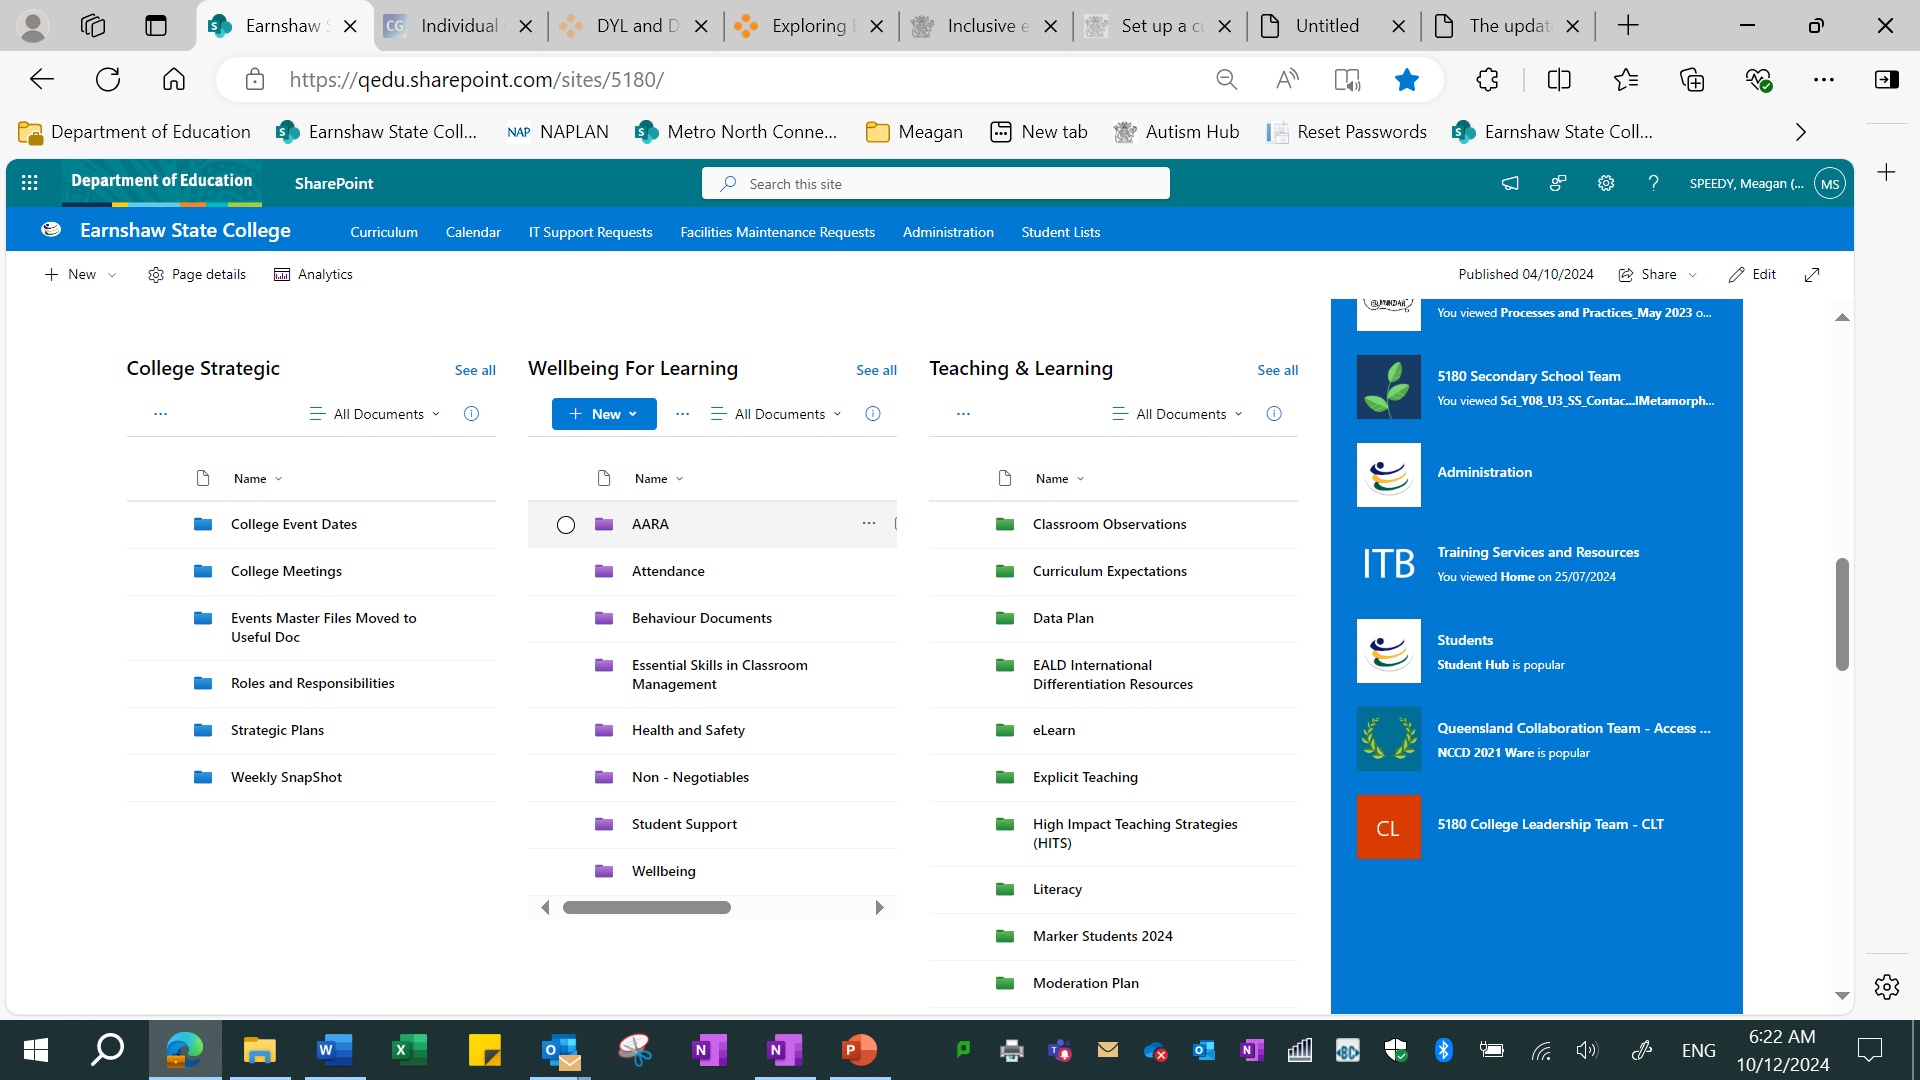 Earnshaw S
CG
Individual
DYL and D
Exploring E
Inclusive e
Set up a cu
Untitled
The updat
https://qedu.sharepoint.com/sites/5180/
Department of Education
Earnshaw State Coll...
NAP
NAPLAN
Metro North Conne...
Meagan
New tab
Autism Hub
Reset Passwords
Earnshaw State Coll...
Department of Education
SharePoint
Search this site
SPEEDY, Meagan (...
MS
Earnshaw State College
Curriculum
Calendar
IT Support Requests
Facilities Maintenance Requests
Administration
Student Lists
New
Page details
Analytics
Published 04/10/2024
Share
Edit
College Strategic
See all
All Documents
Name
College Event Dates
College Meetings
Events Master Files Moved to
Useful Doc
Roles and Responsibilities
Strategic Plans
Weekly SnapShot
Wellbeing For Learning
See all
New
All Documents
Name
AARA
Attendance
Behaviour Documents
Essential Skills in Classroom
Management
Health and Safety
Non - Negotiables
Student Support
Wellbeing
Teaching & Learning
See all
All Documents
Name
Classroom Observations
Curriculum Expectations
Data Plan
EALD International
Differentiation Resources
eLearn
Explicit Teaching
High Impact Teaching Strategies
(HITS)
Literacy
Marker Students 2024
Moderation Plan
You viewed Processes and Practices_May 2023 o...
5180 Secondary School Team
You viewed Sci_Y08_U3_SS_Contac...lMetamorph...
Administration
ITB
Training Services and Resources
You viewed Home on 25/07/2024
Students
Student Hub is popular
Queensland Collaboration Team - Access ...
NCCD 2021 Ware is popular
CL
5180 College Leadership Team - CLT
ENG
6:22 AM
10/12/2024